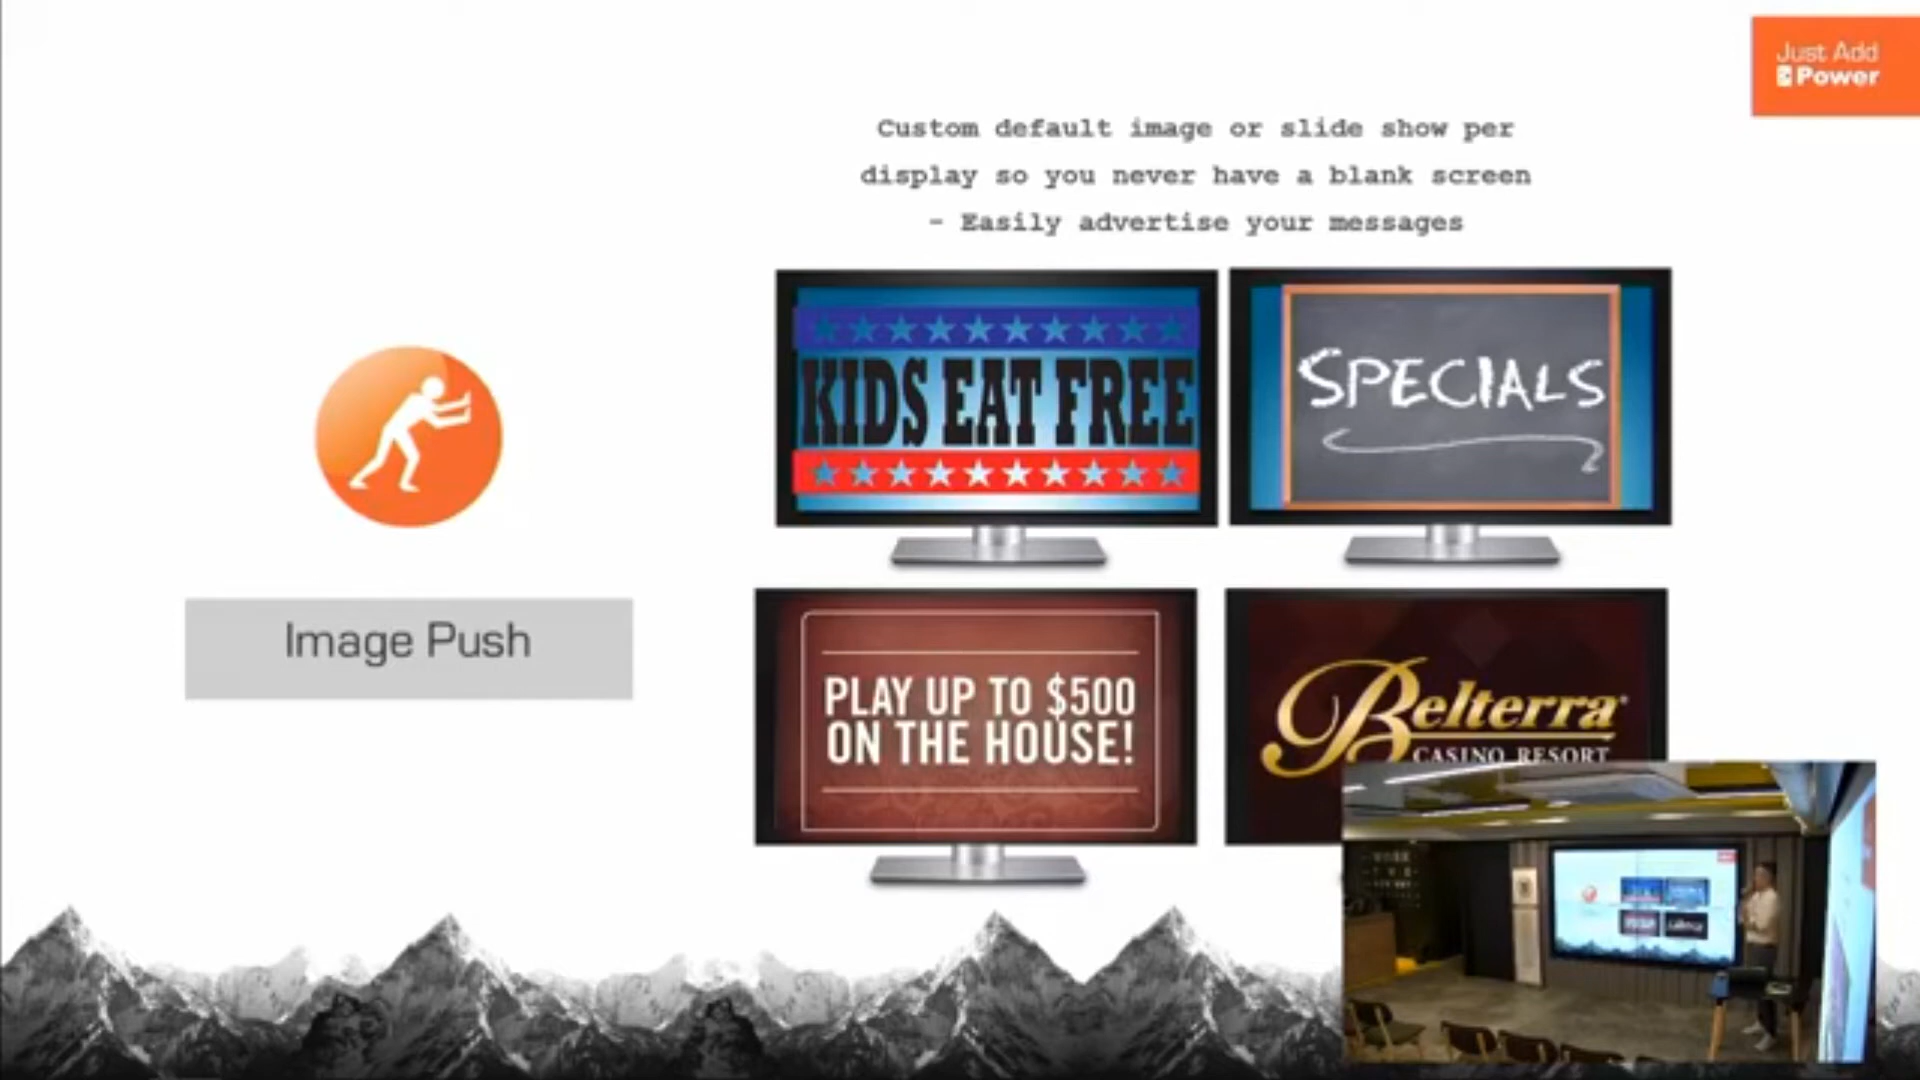 Just Add
Power
Custom default image or slide show per
display so you never have a blank screen
- Easily advertise your messages
KIDS EAT FREE
SPECIALS
Image Push
PLAY UP TO $500
ON THE HOUSE!
Belterra
CASINO RESORT